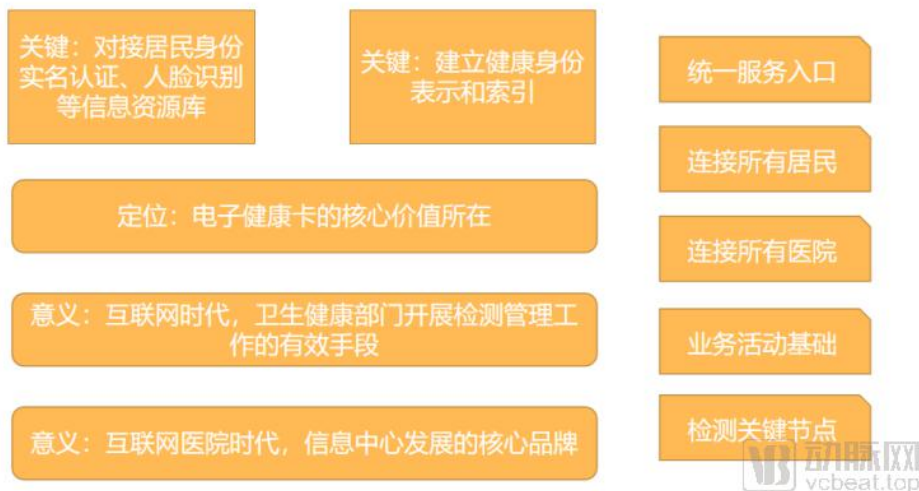 关键：对接居民身份
实名认证、人脸识别
等信息资源库
关键：建立健康身份
表示和索引
定位：电子健康卡的核心价值所在
意义：互联网时代，卫生健康部门开展检测管理工
作的有效手段
意义：互联网医院时代，信息中心发展的核心品牌
统一服务入口
连接所有居民
连接所有医院
业务活动基础
检测关键节点
动脉网
vcbeat.top